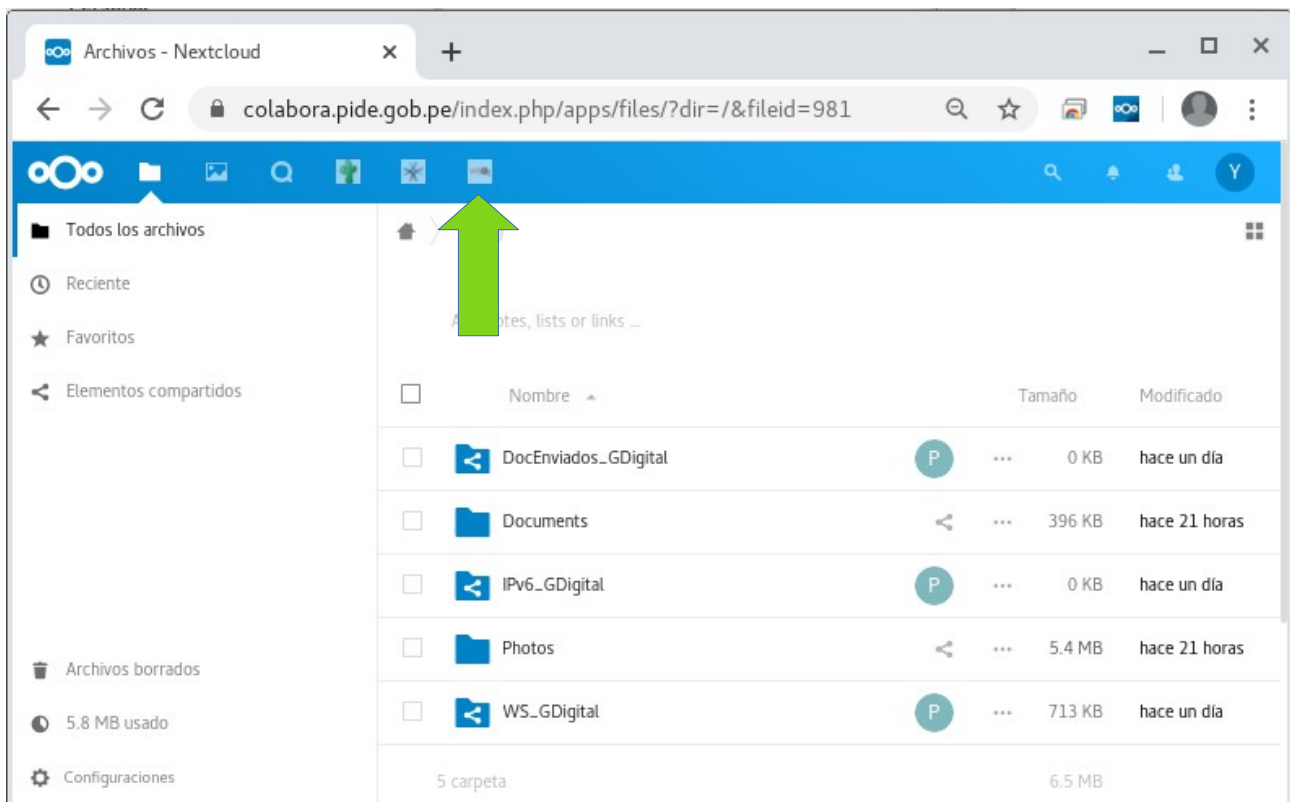 Archivos - Nextcloud
colabora.pide.gob.pe/index.php/apps/files/?dir=/&fileid=981
Y
Todos los archivos
Reciente
otes, lists or links ...
Favoritos
Elementos compartidos
Nombre Tamaño Modificado
DocEnviados_GDigital P ... 0 KB hace un día
Documents ... 396 KB hace 21 horas
IPv6_GDigital P ... 0 KB hace un día
Photos ... 5.4 MB hace 21 horas
Archivos borrados
WS_GDigital P ... 713 KB hace un día
5.8 MB usado
Configuraciones
5 carpeta 6.5 MB